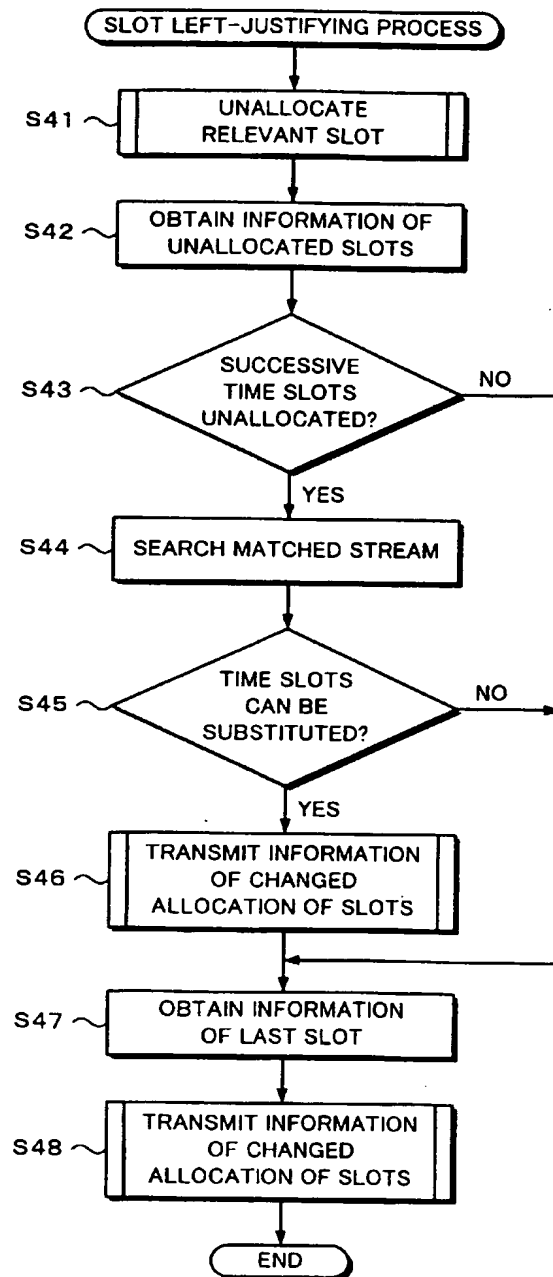 SLOT LEFT-JUSTIFYING PROCESS
S41
UNALLOCATE
RELEVANT SLOT
S42
OBTAIN INFORMATION OF
UNALLOCATED SLOTS
S43
SUCCESSIVE
TIME SLOTS
UNALLOCATED?
NO
YES
S44
SEARCH MATCHED STREAM
S45
TIME SLOTS
CAN BE
SUBSTITUTED?
NO
YES
S46
TRANSMIT INFORMATION
OF CHANGED
ALLOCATION OF SLOTS
S47
OBTAIN INFORMATION
OF LAST SLOT
S48
TRANSMIT INFORMATION
OF CHANGED
ALLOCATION OF SLOTS
END